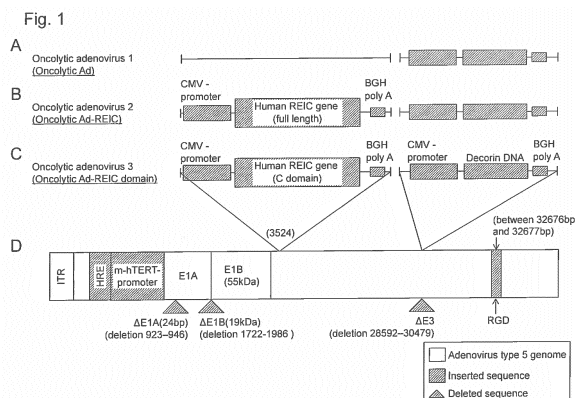 Fig. 1
A
Oncolytic adenovirus 1
(Oncolytic Ad)
B
Oncolytic adenovirus 2
(Oncolytic Ad-REIC)
CMV -
promoter
Human REIC gene
(full length)
BGH
poly A
C
Oncolytic adenovirus 3
(Oncolytic Ad-REIC domain)
CMV -
promoter
Human REIC gene
(C domain)
BGH
poly A
CMV -
promoter
Decorin DNA
BGH
poly A
(3524)
(between 32676bp
and 32677bp)
D
ITR
HRE
m-hTERT-
promoter
E1A
E1B
(55kDa)
ΔE1A(24bp)
(deletion 923–946)
ΔE1B(19kDa)
(deletion 1722-1986 )
ΔE3
(deletion 28592–30479)
RGD
Adenovirus type 5 genome
Inserted sequence
Deleted sequence